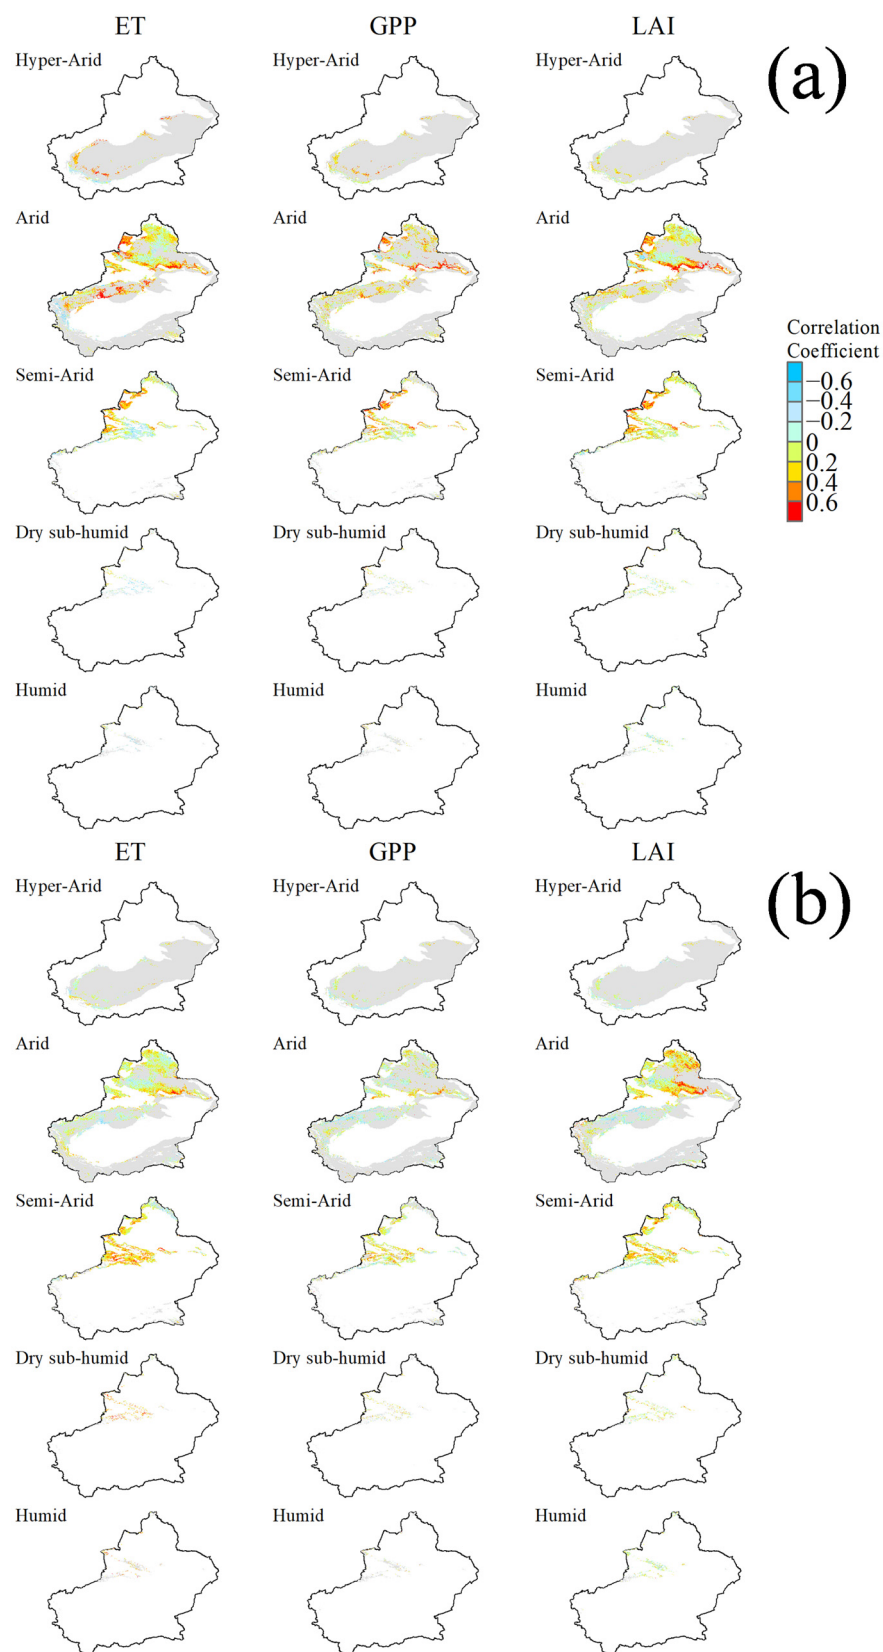 ET GPP LAI
(a)
Hyper-Arid Hyper-Arid Hyper-Arid
Arid Arid Arid
Correlation
Coefficient
−0.6
−0.4
−0.2
0
0.2
0.4
0.6
Semi-Arid Semi-Arid Semi-Arid
Dry sub-humid Dry sub-humid Dry sub-humid
Humid Humid Humid
ET GPP LAI
(b)
Hyper-Arid Hyper-Arid Hyper-Arid
Arid Arid Arid
Semi-Arid Semi-Arid Semi-Arid
Dry sub-humid Dry sub-humid Dry sub-humid
Humid Humid Humid